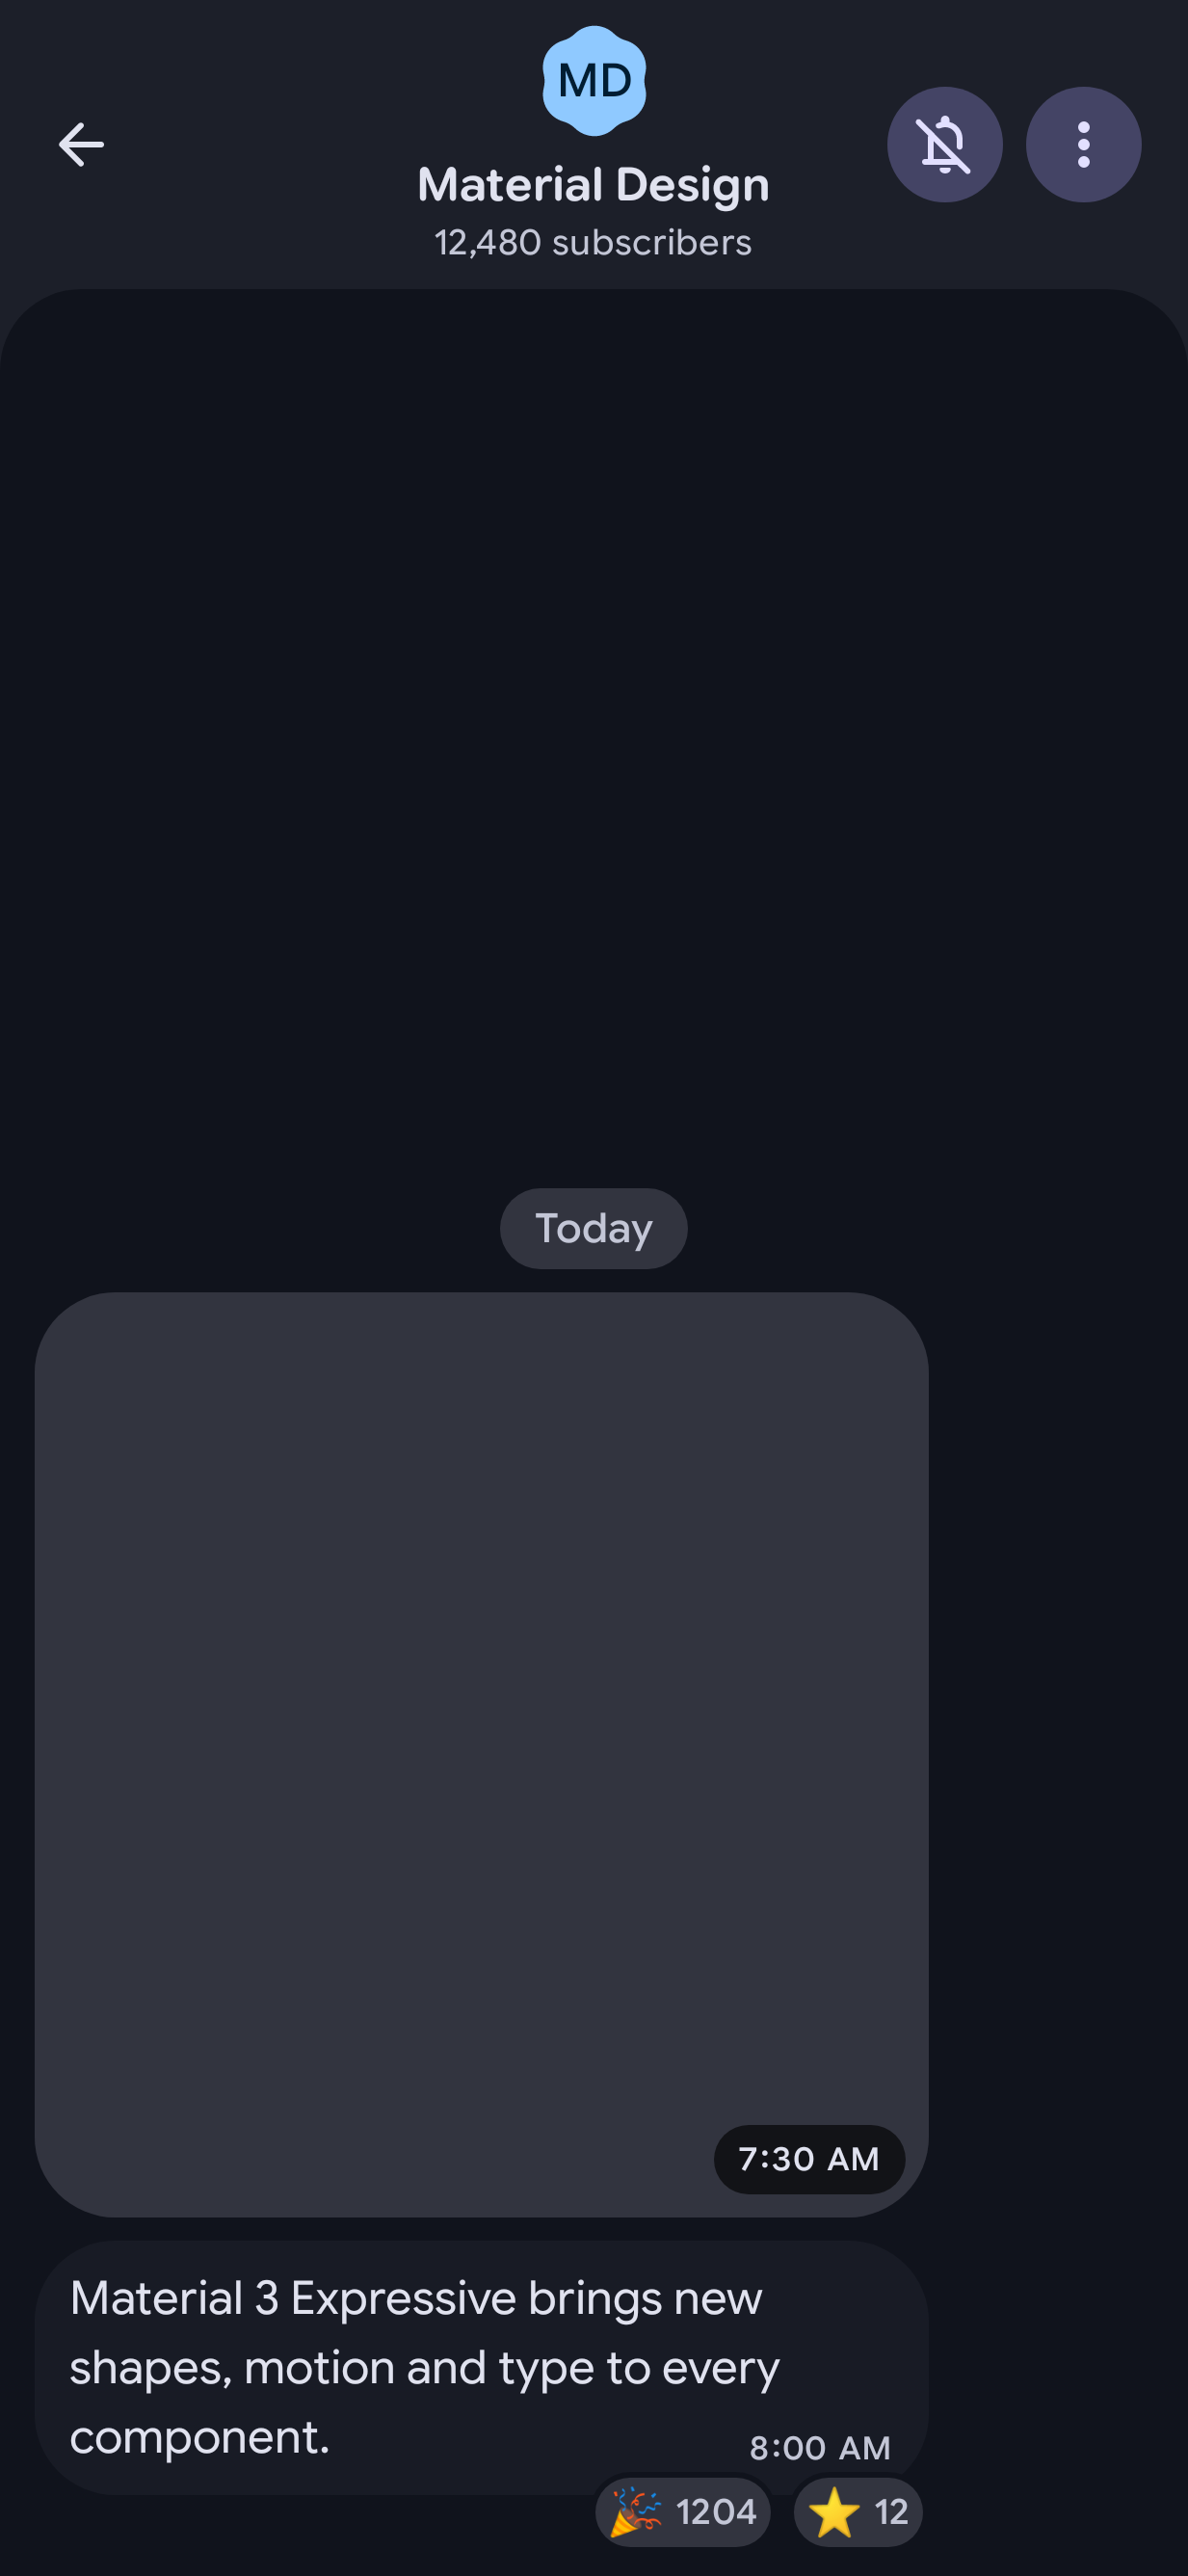 MD
Material Design
12,480 subscribers
Today
7:30 AM
Material 3 Expressive brings new
shapes, motion and type to every
component.
8:00 AM
🎉 1204 ⭐ 12